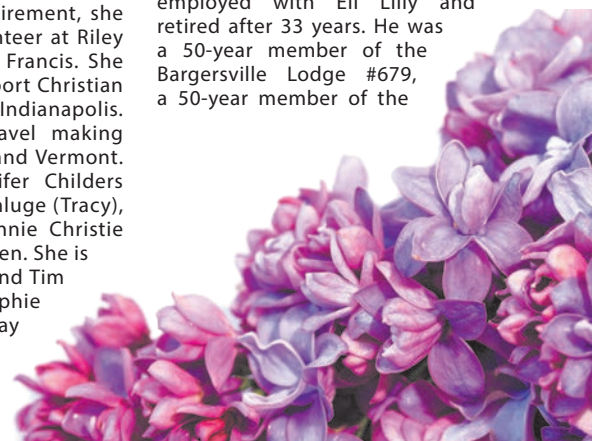 irement, she
nteer at Riley
Francis. She
ort Christian
Indianapolis.
avel making
and Vermont.
ifer Childers
luge (Tracy),
nnie Christie
en. She is
nd Tim
phie
ay
employed with Eli Lilly and
retired after 33 years. He was
a 50-year member of the
Bargersville Lodge #679,
a 50-year member of the